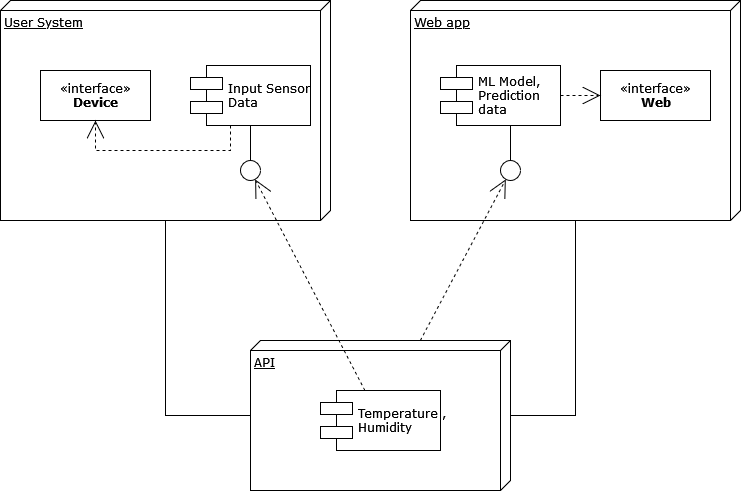 User System
«interface»
Device
Input Sensor
Data
Web app
ML Model,
Prediction
data
«interface»
Web
API
Temperature ,
Humidity